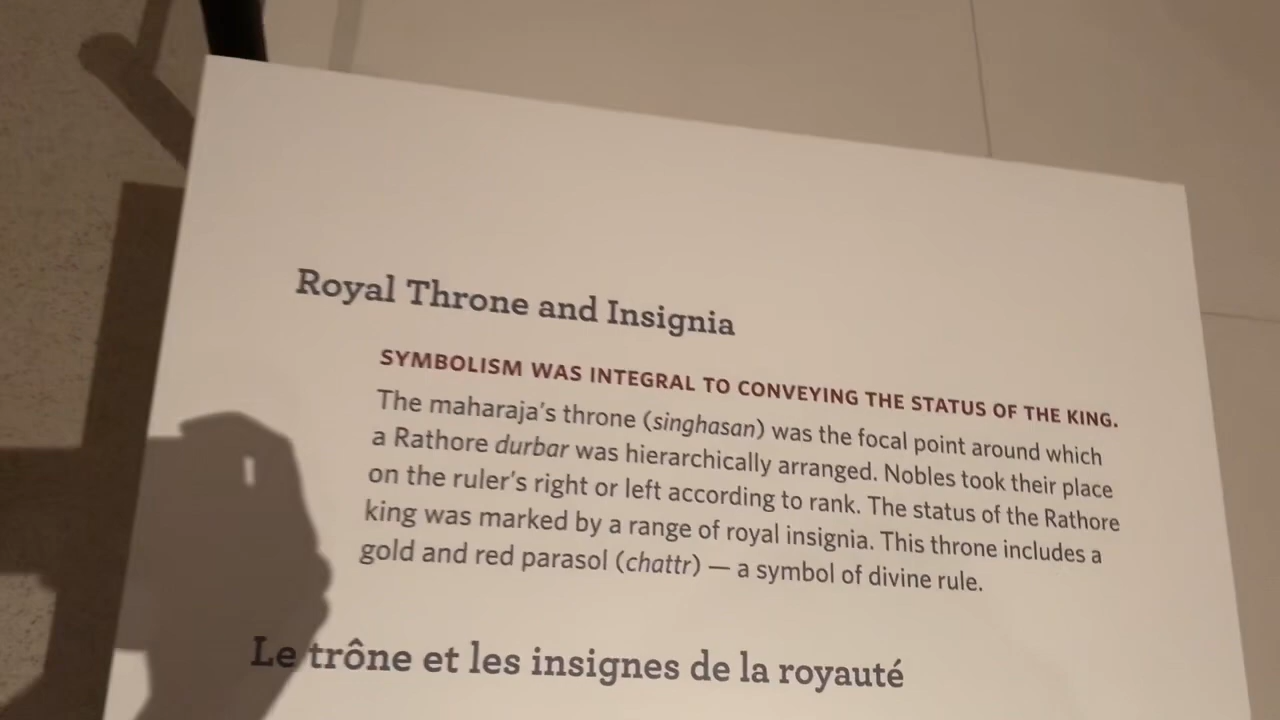 Royal Throne and Insignia
SYMBOLISM WAS INTEGRAL TO CONVEYING THE STATUS OF THE KING.
The maharaja's throne (singhasan) was the focal point around which
a Rathore durbar was hierarchically arranged. Nobles took their place
on the ruler's right or left according to rank. The status of the Rathore
king was marked by a range of royal insignia. This throne includes a
gold and red parasol (chattr) — a symbol of divine rule.
Le trône et les insignes de la royauté